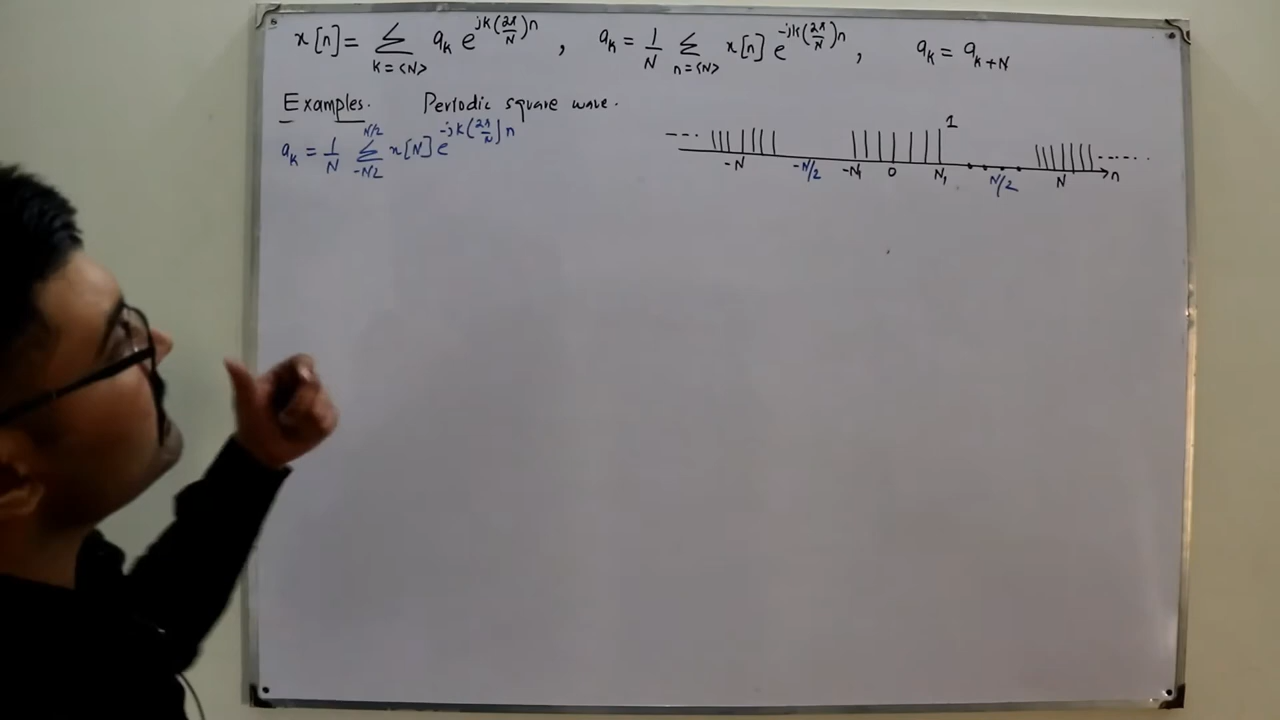 x[n] = Σ_{k=⟨N⟩} a_k e^{jk(2π/N)n} , a_k = 1/N Σ_{n=⟨N⟩} x[n] e^{-jk(2π/N)n} , a_k = a_{k+N}
Examples. Periodic square wave.
a_k = 1/N Σ_{-N/2}^{N/2} x[N] e^{-jk(2π/N)n}
1
-N -N/2 -N₁ 0 N₁ N/2 N n